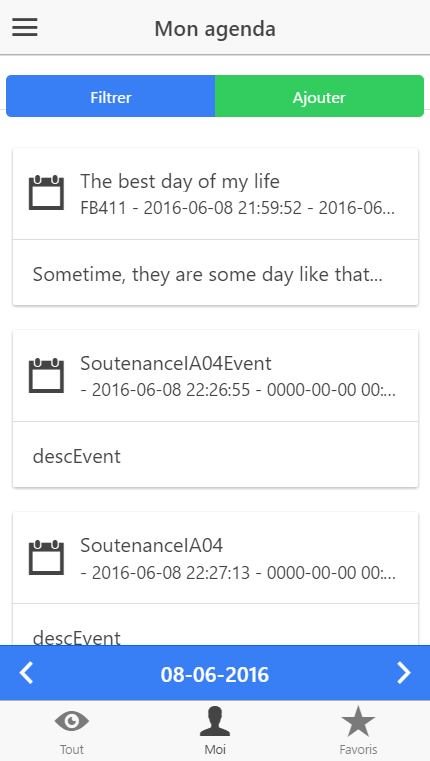 Mon agenda
Filtrer
Ajouter
The best day of my life
FB411 - 2016-06-08 21:59:52 - 2016-06...
Sometime, they are some day like that...
SoutenanceIA04Event
- 2016-06-08 22:26:55 - 0000-00-00 00:...
descEvent
SoutenanceIA04
- 2016-06-08 22:27:13 - 0000-00-00 00:...
descEvent
08-06-2016
Tout
Moi
Favoris